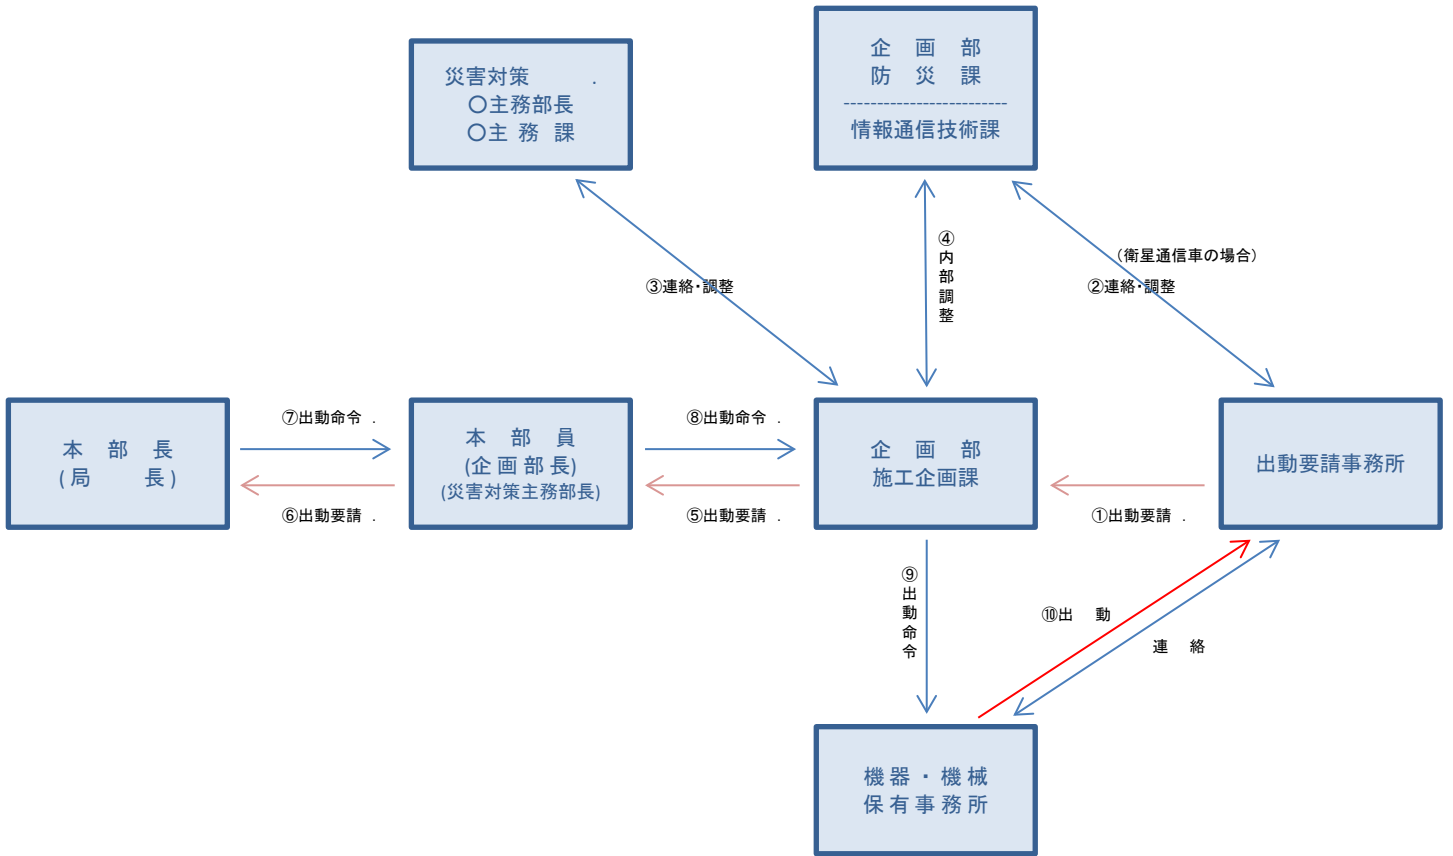 災害対策 .
〇主務部長
〇主 務 課
企 画 部
防 災 課
--------------------------
情報通信技術課
④内部調整
(衛星通信車の場合)
②連絡・調整
③連絡・調整
本 部 長
(局 長)
⑦出動命令 .
⑥出動要請 .
本 部 員
(企 画 部 長)
(災害対策主務部長)
⑧出動命令 .
⑤出動要請 .
企 画 部
施工企画課
①出動要請 .
出動要請事務所
⑨出動命令
⑩出 動
連 絡
機 器 ・ 機 械
保 有 事 務 所